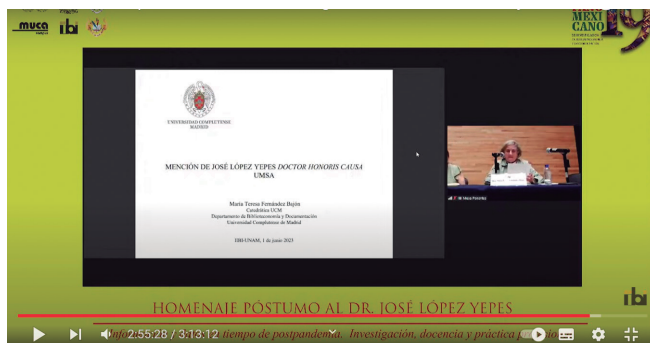 muca
ibi
MEXI
CANO
19
UNIVERSIDAD COMPLUTENSE
MADRID
MENCIÓN DE JOSÉ LÓPEZ YEPES DOCTOR HONORIS CAUSA
UMSA
María Teresa Fernández Bajón
Catedrática UCM
Departamento de Biblioteconomía y Documentación
Universidad Complutense de Madrid
IIBI-UNAM, 1 de junio 2023
ibi
HOMENAJE PÓSTUMO AL DR. JOSÉ LÓPEZ YEPES
2:55:28 / 3:13:12
tiempo de postpandemia. Investigación, docencia y práctica